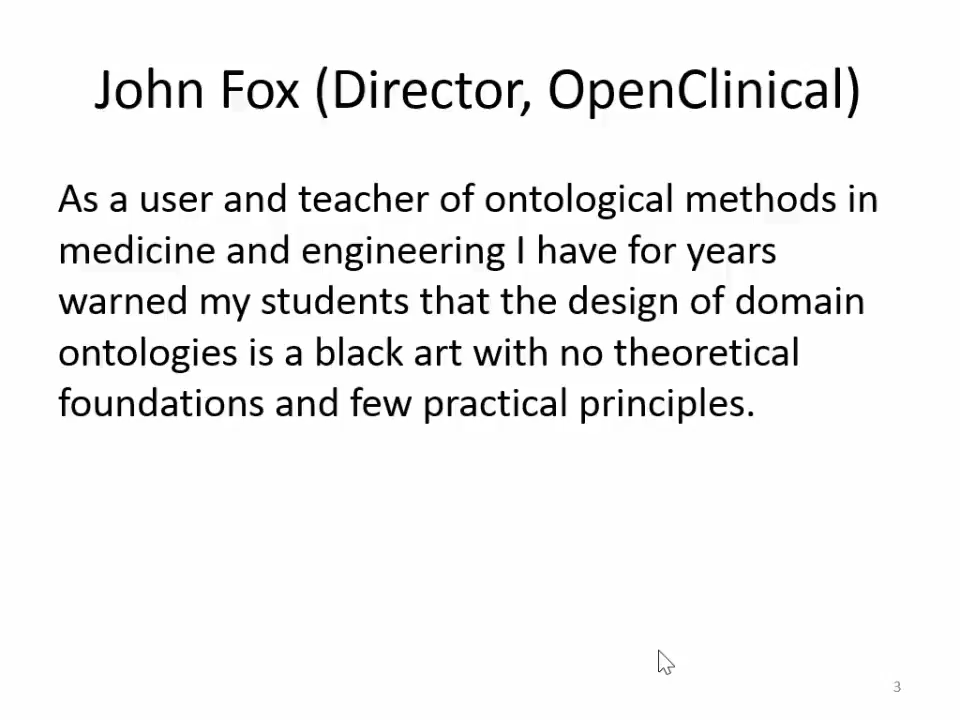 John Fox (Director, OpenClinical)
As a user and teacher of ontological methods in
medicine and engineering I have for years
warned my students that the design of domain
ontologies is a black art with no theoretical
foundations and few practical principles.
3